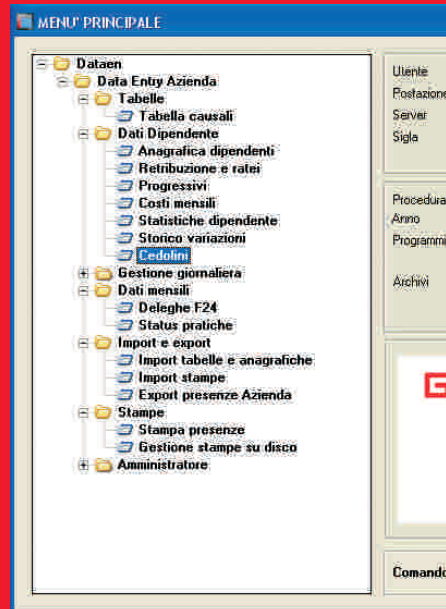 MENU' PRINCIPALE
Dataen
Data Entry Azienda
Tabelle
Tabella causali
Dati Dipendente
Anagrafica dipendenti
Retribuzione e ratei
Progressivi
Costi mensili
Statistiche dipendente
Storico variazioni
Cedolini
Gestione giornaliera
Dati mensili
Deleghe F24
Status pratiche
Import e export
Import tabelle e anagrafiche
Import stampe
Export presenze Azienda
Stampe
Stampa presenze
Gestione stampe su disco
Amministratore
Utente
Postazione
Server
Sigla
Procedura
Anno
Programmi
Archivi
G
Comando